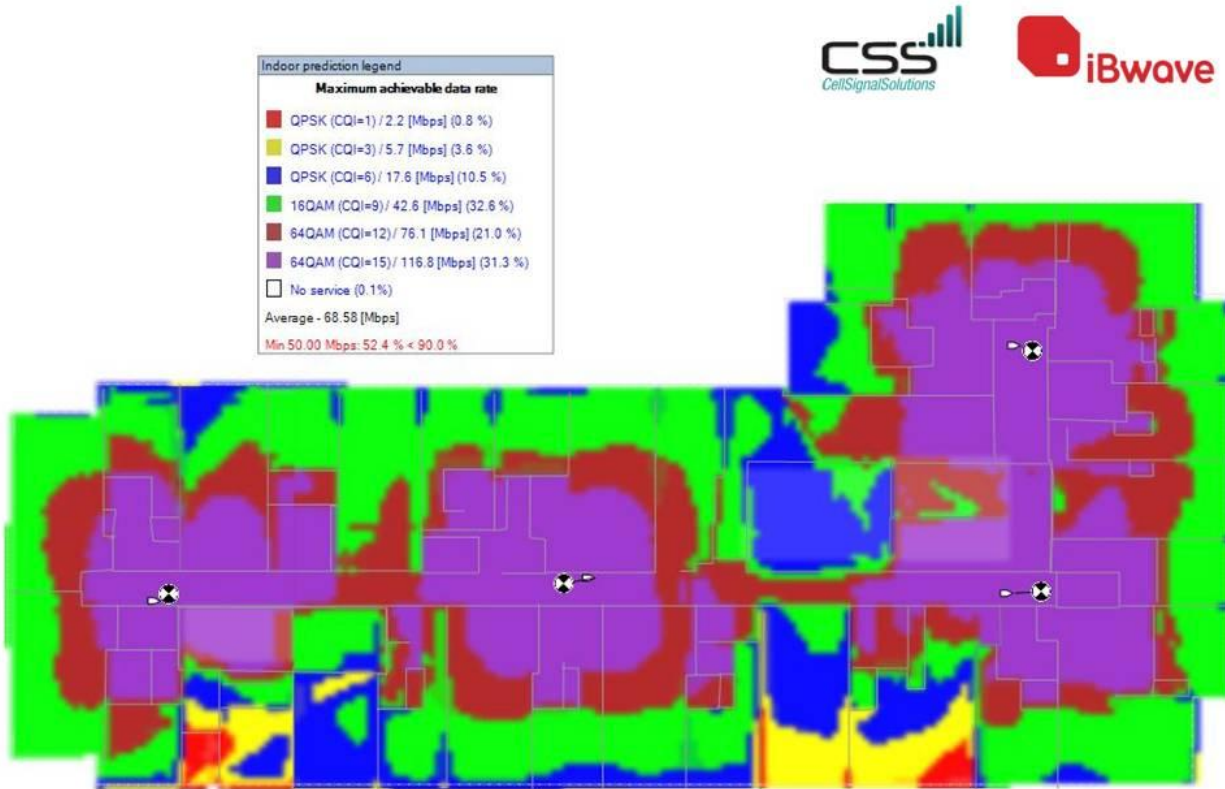 CSS
CellSignalSolutions
iBwave
Indoor prediction legend
Maximum achievable data rate
QPSK (CQI=1) / 2.2 [Mbps] (0.8 %)
QPSK (CQI=3) / 5.7 [Mbps] (3.6 %)
QPSK (CQI=6) / 17.6 [Mbps] (10.5 %)
16QAM (CQI=9) / 42.6 [Mbps] (32.6 %)
64QAM (CQI=12) / 76.1 [Mbps] (21.0 %)
64QAM (CQI=15) / 116.8 [Mbps] (31.3 %)
No service (0.1%)
Average - 68.58 [Mbps]
Min 50.00 Mbps: 52.4 % < 90.0 %